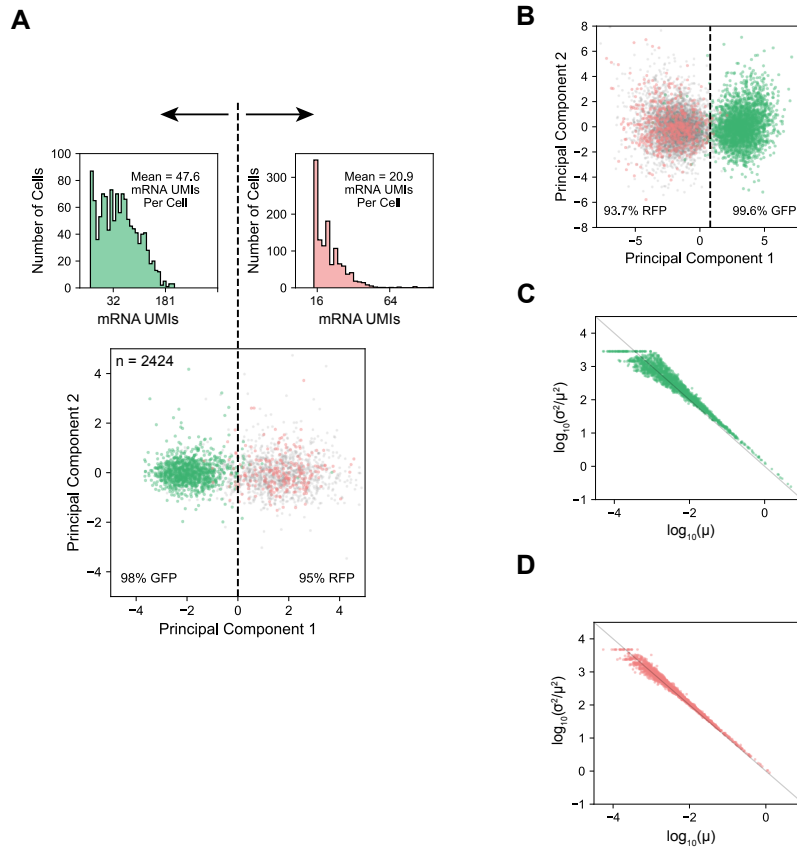 A
Number of Cells
100
80
60
40
20
0
Mean = 47.6
mRNA UMIs
Per Cell
32
181
mRNA UMIs
Number of Cells
300
200
100
0
Mean = 20.9
mRNA UMIs
Per Cell
16
64
mRNA UMIs
n = 2424
Principal Component 2
4
2
0
−2
−4
98% GFP
95% RFP
−4
−2
0
2
4
Principal Component 1
B
Principal Component 2
8
6
4
2
0
−2
−4
−6
−8
93.7% RFP
99.6% GFP
−5
0
5
Principal Component 1
C
log10(σ²/μ²)
4
3
2
1
0
−1
−4
−2
0
log10(μ)
D
log10(σ²/μ²)
4
3
2
1
0
−1
−4
−2
0
log10(μ)